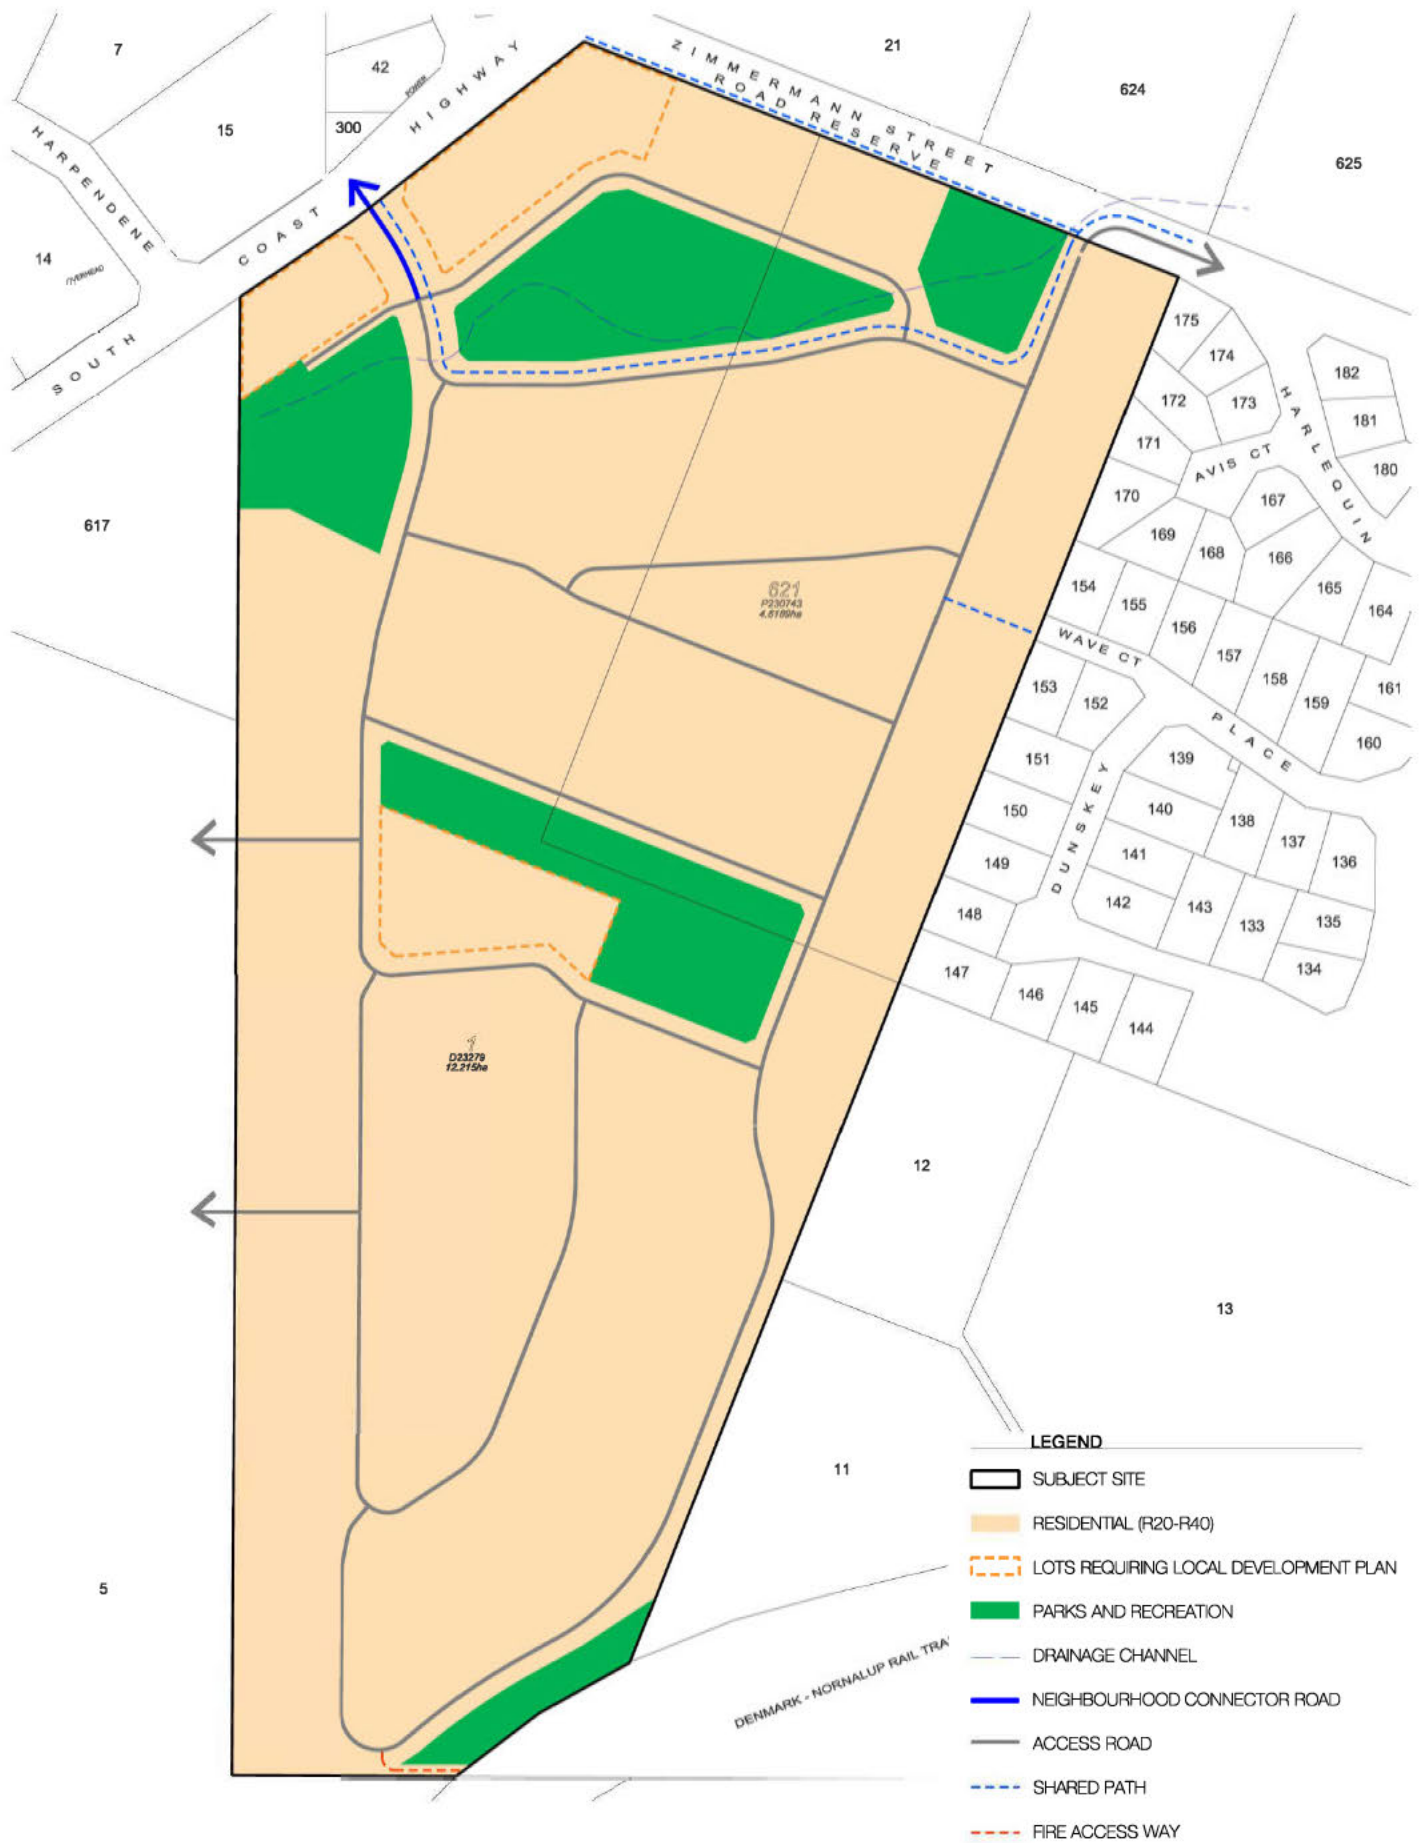 7
42
POWER
HIGHWAY
ZIMMERMANN STREET
ROAD RESERVE
21
624
15
300
625
HARPENDENE
COAST
14
OVERHEAD
SOUTH
175
174
182
172
173
HARLEQUIN
181
171
AVIS CT
180
170
167
617
169
168
166
154
155
165
164
621
P230743
4.6189ha
156
WAVE CT
157
153
152
158
161
159
PLACE
160
151
139
DUNSKEY
150
140
138
137
149
141
136
148
142
143
133
135
147
134
146
145
144
D23279
12.215ha
12
13
11
5
DENMARK - NORNALUP RAIL TRA
LEGEND
SUBJECT SITE
RESIDENTIAL (R20-R40)
LOTS REQUIRING LOCAL DEVELOPMENT PLAN
PARKS AND RECREATION
DRAINAGE CHANNEL
NEIGHBOURHOOD CONNECTOR ROAD
ACCESS ROAD
SHARED PATH
FIRE ACCESS WAY